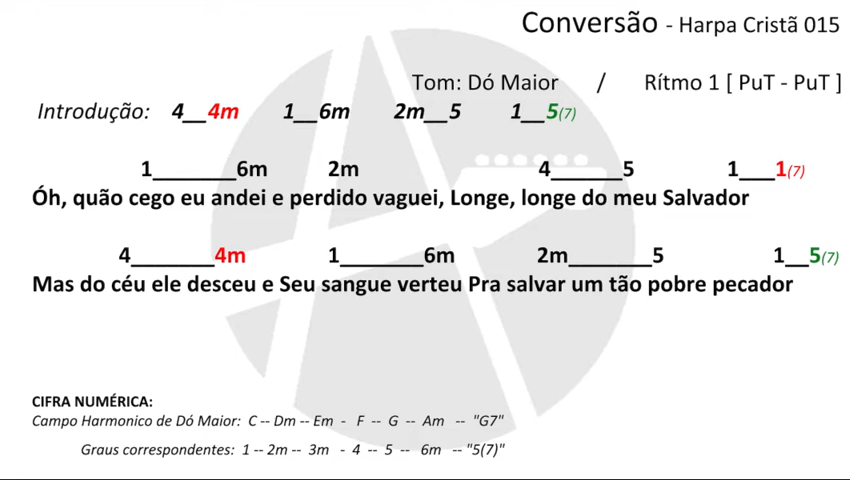 Conversão - Harpa Cristã 015
Tom: Dó Maior / Rítmo 1 [ PuT - PuT ]
Introdução: 4__4m 1__6m 2m__5 1__5(7)
1_______6m 2m 4______5 1___1(7)
Óh, quão cego eu andei e perdido vaguei, Longe, longe do meu Salvador
4_______4m 1_______6m 2m_______5 1__5(7)
Mas do céu ele desceu e Seu sangue verteu Pra salvar um tão pobre pecador
CIFRA NUMÉRICA:
Campo Harmonico de Dó Maior: C -- Dm -- Em - F -- G -- Am -- "G7"
Graus correspondentes: 1 -- 2m -- 3m - 4 -- 5 -- 6m -- "5(7)"